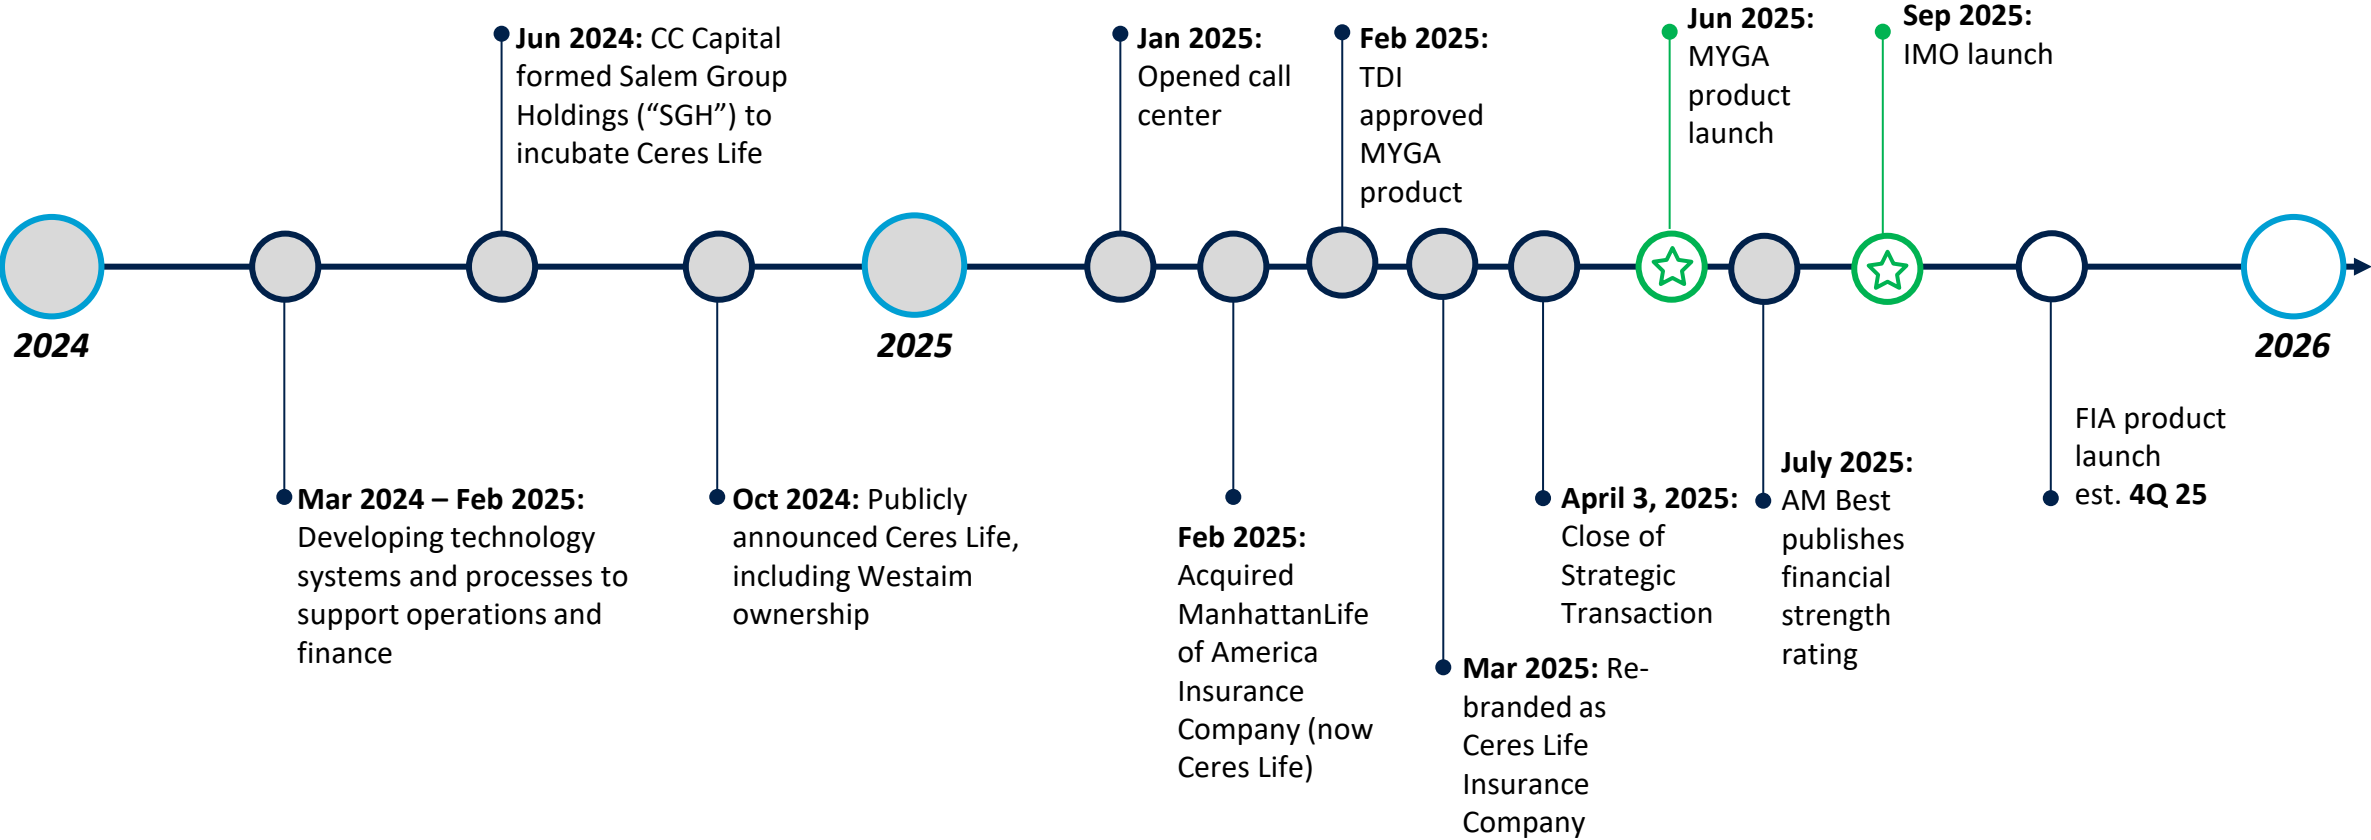 Jun 2024: CC Capital
formed Salem Group
Holdings (“SGH”) to
incubate Ceres Life
Jan 2025:
Opened call
center
Feb 2025:
TDI
approved
MYGA
product
Jun 2025:
MYGA
product
launch
Sep 2025:
IMO launch
2024
2025
2026
Mar 2024 – Feb 2025:
Developing technology
systems and processes to
support operations and
finance
Oct 2024: Publicly
announced Ceres Life,
including Westaim
ownership
Feb 2025:
Acquired
ManhattanLife
of America
Insurance
Company (now
Ceres Life)
Mar 2025: Re-
branded as
Ceres Life
Insurance
Company
April 3, 2025:
Close of
Strategic
Transaction
July 2025:
AM Best
publishes
financial
strength
rating
FIA product
launch
est. 4Q 25